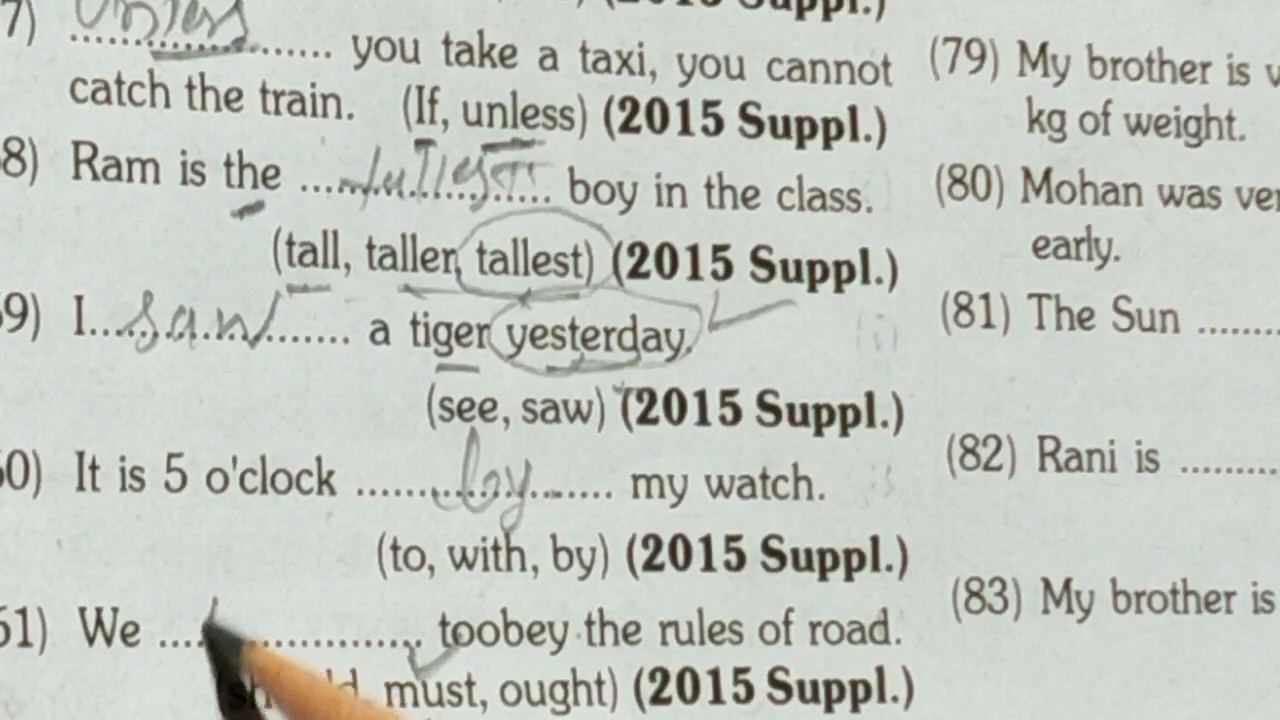 7) Unless you take a taxi, you cannot
catch the train. (If, unless) (2015 Suppl.)
8) Ram is the ..... tallest ..... boy in the class.
(tall, taller, tallest) (2015 Suppl.)
9) I.... saw ........ a tiger yesterday.
(see, saw) (2015 Suppl.)
0) It is 5 o'clock ........ by ........ my watch.
(to, with, by) (2015 Suppl.)
51) We ........................ toobey the rules of road.
must, ought) (2015 Suppl.)
(79) My brother is
kg of weight.
(80) Mohan was
early.
(81) The Sun ........
(82) Rani is .........
(83) My brother is